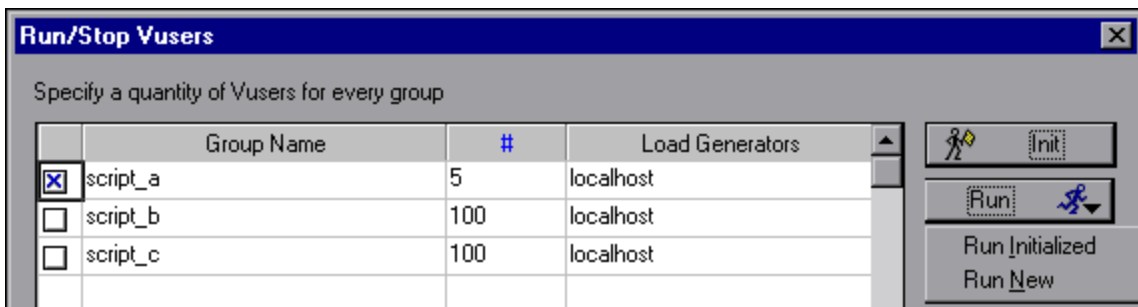 Run/Stop Vusers
Specify a quantity of Vusers for every group
Group Name # Load Generators
script_a 5 localhost
script_b 100 localhost
script_c 100 localhost
Init
Run
Run Initialized
Run New